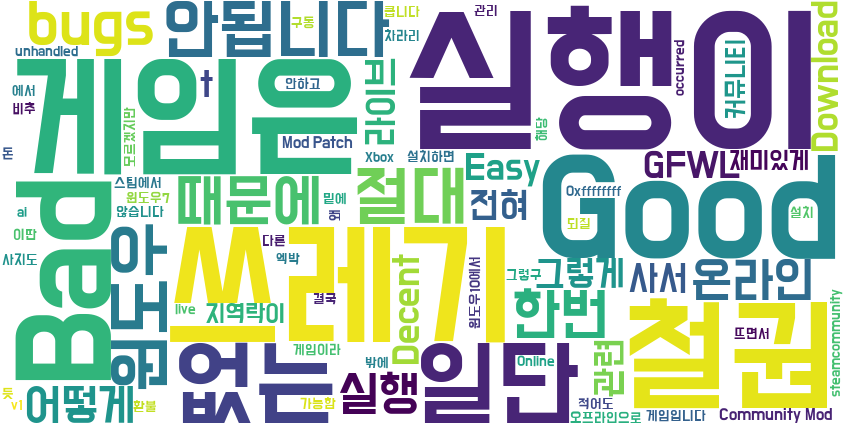 bugs
안됩니다
구동
큽니다
차라리
관리
실행이
occurred
커뮤니티
Download
unhandled
에서
비추
돈
게임은
t
안하고
라이브
모르겠지만
Mod Patch
Xbox
설치하면
해당
Easy
GFWL
재미있게
Bad
스팀에서
윈도우7
ai
않습니다
이딴
사지도
때문에
밑에
절대
전혀
0xffffffff
되질
Good
설치
윈도우
쓰레기
다른
엑박
live
지역락이
결국
Decent
윈도우10에서
그렇구
그렇게
사서
온라인
한번
철권
뜨면서
steamcommunity
듯
v1
어떻게
환불
없는
게임이라
가능함
실행
밖에
일단
Online
관련
적어도
오프라인으로
게임입니다
Community Mod